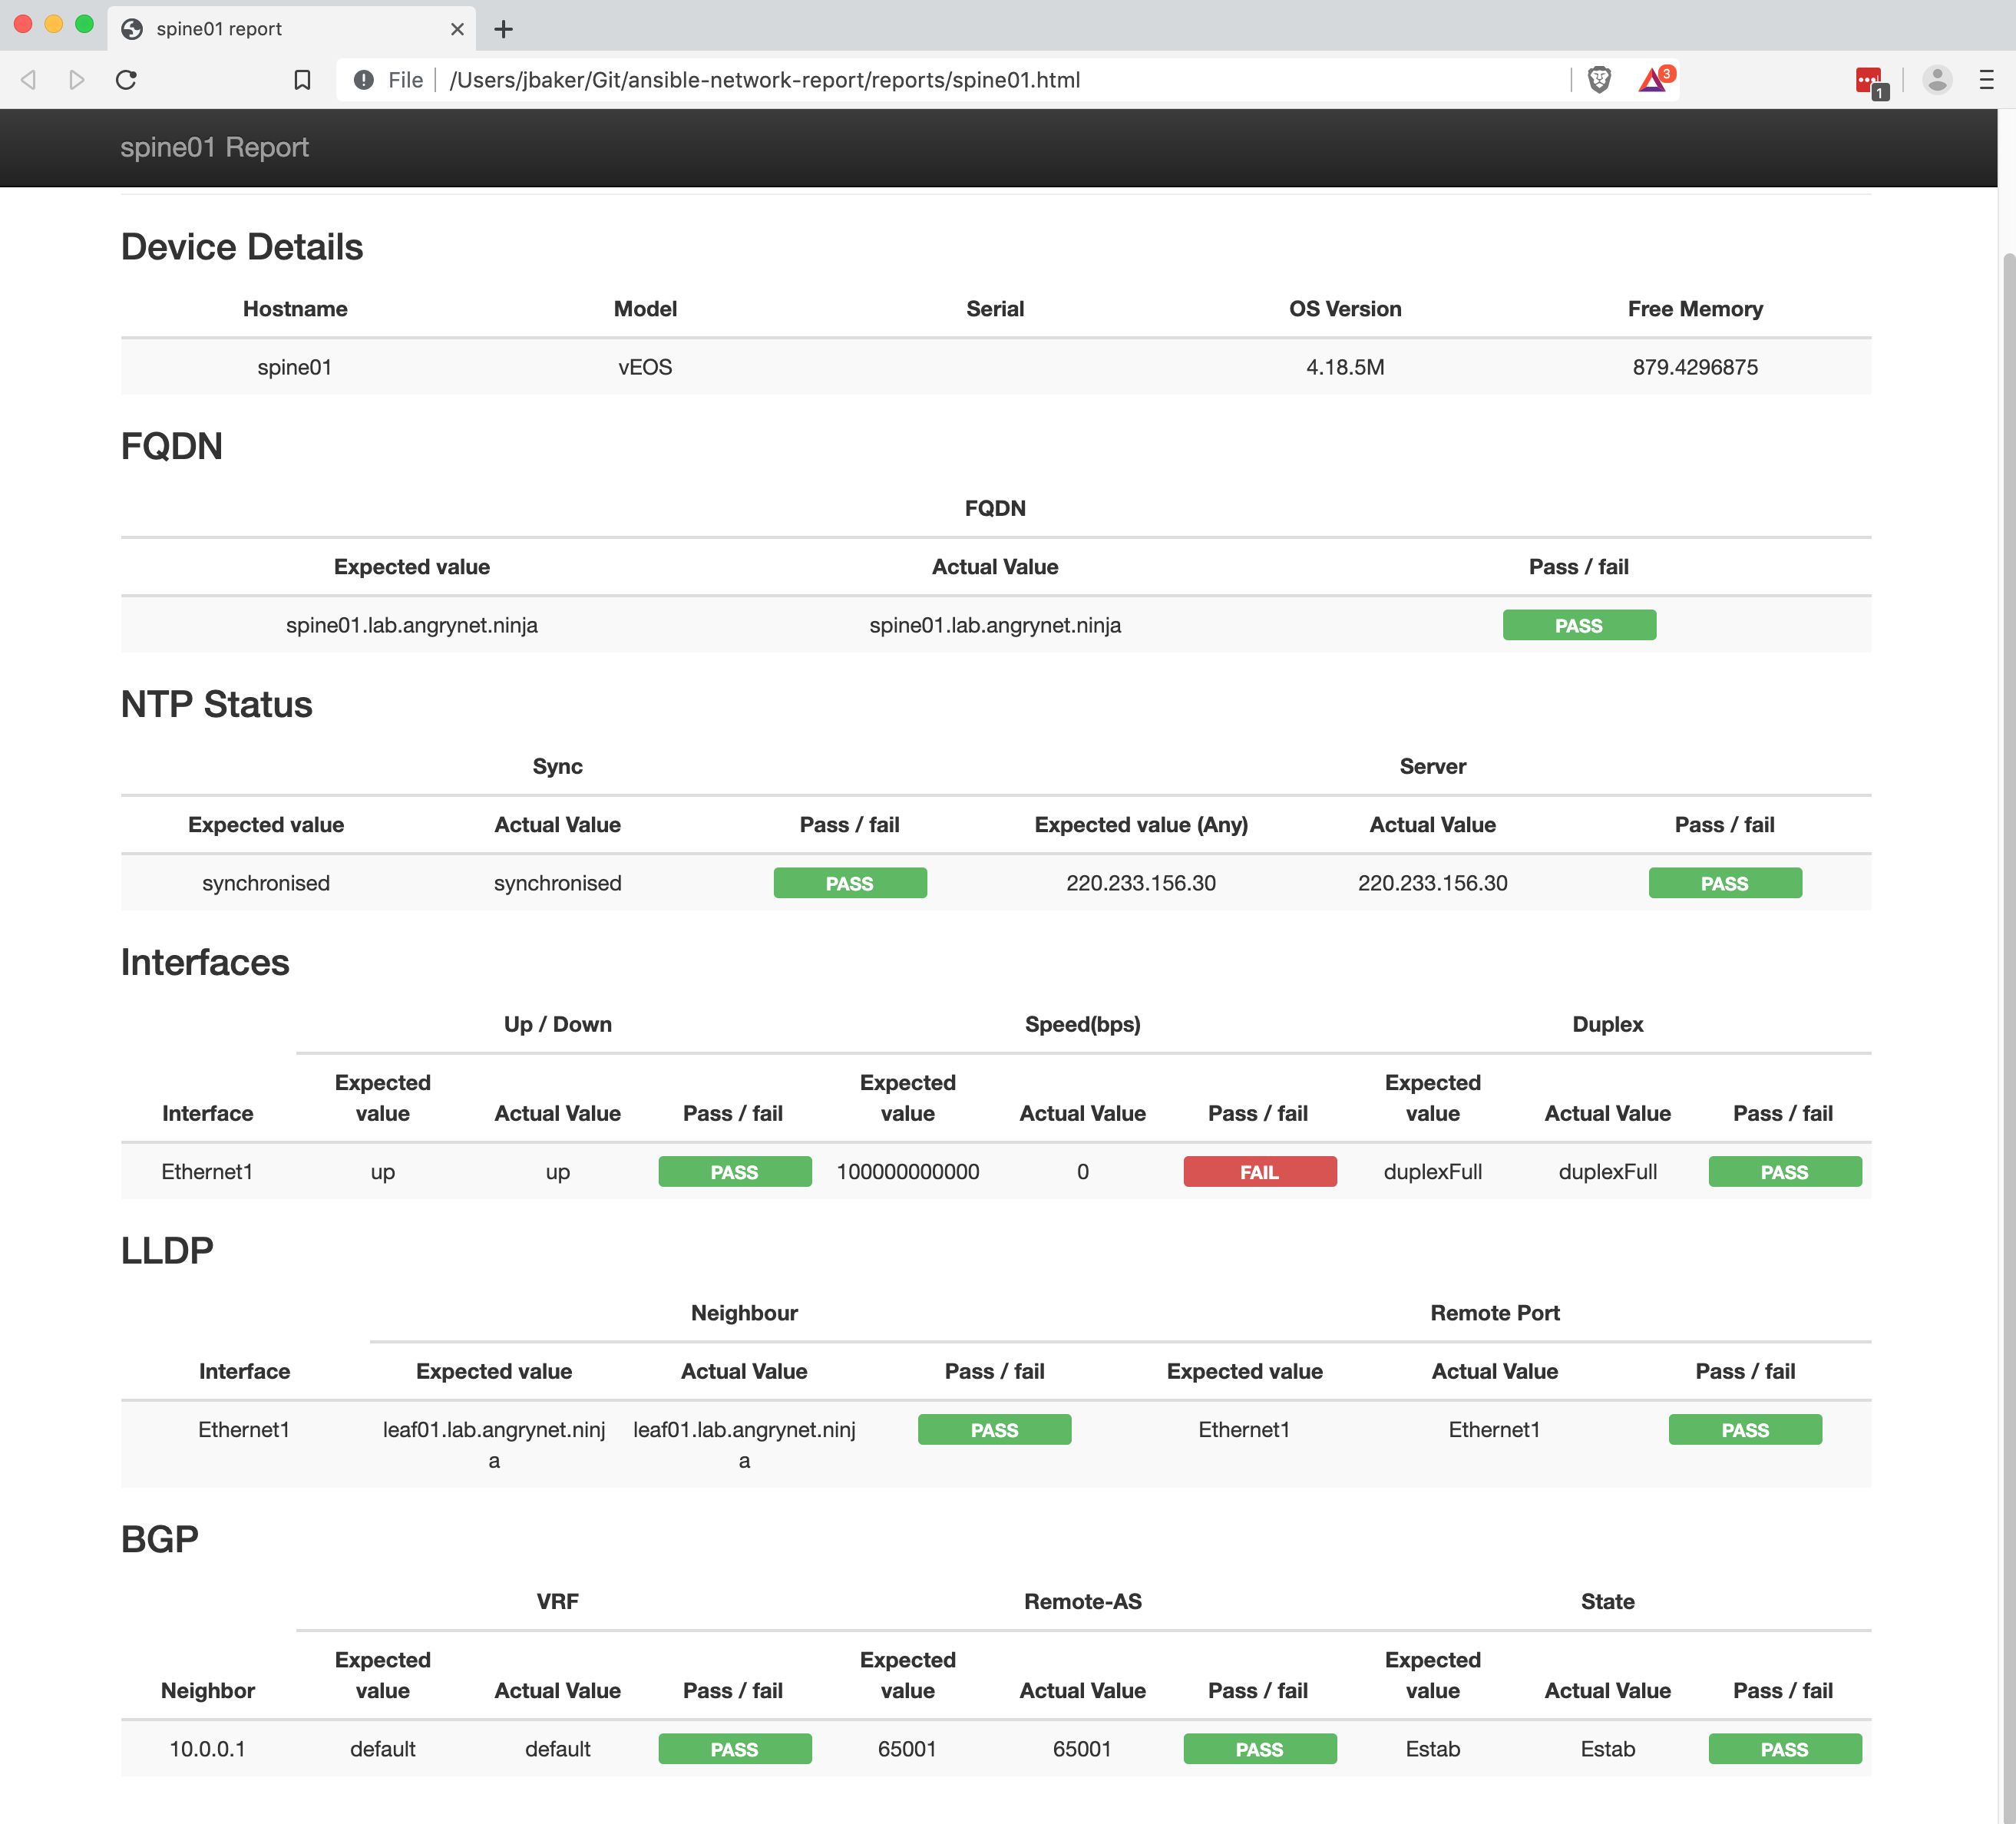 spine01 report
File /Users/jbaker/Git/ansible-network-report/reports/spine01.html 3 1
spine01 Report
Device Details
Hostname Model Serial OS Version Free Memory
spine01 vEOS 4.18.5M 879.4296875
FQDN
FQDN
Expected value Actual Value Pass / fail
spine01.lab.angrynet.ninja spine01.lab.angrynet.ninja PASS
NTP Status
Sync Server
Expected value Actual Value Pass / fail Expected value (Any) Actual Value Pass / fail
synchronised synchronised PASS 220.233.156.30 220.233.156.30 PASS
Interfaces
Up / Down Speed(bps) Duplex
Expected Expected Expected
Interface value Actual Value Pass / fail value Actual Value Pass / fail value Actual Value Pass / fail
Ethernet1 up up PASS 100000000000 0 FAIL duplexFull duplexFull PASS
LLDP
Neighbour Remote Port
Interface Expected value Actual Value Pass / fail Expected value Actual Value Pass / fail
Ethernet1 leaf01.lab.angrynet.ninj leaf01.lab.angrynet.ninj PASS Ethernet1 Ethernet1 PASS
a a
BGP
VRF Remote-AS State
Expected Expected Expected
Neighbor value Actual Value Pass / fail value Actual Value Pass / fail value Actual Value Pass / fail
10.0.0.1 default default PASS 65001 65001 PASS Estab Estab PASS